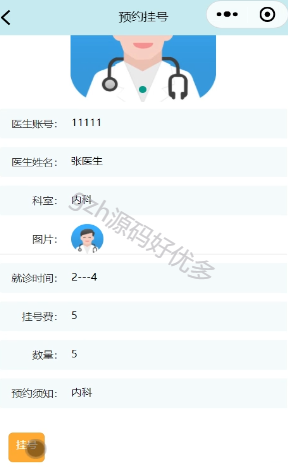 预约挂号
医生账号： 11111
医生姓名： 张医生
科室： 内科
图片：
gzh源码好优多
就诊时间： 2---4
挂号费： 5
数量： 5
预约须知： 内科
挂号